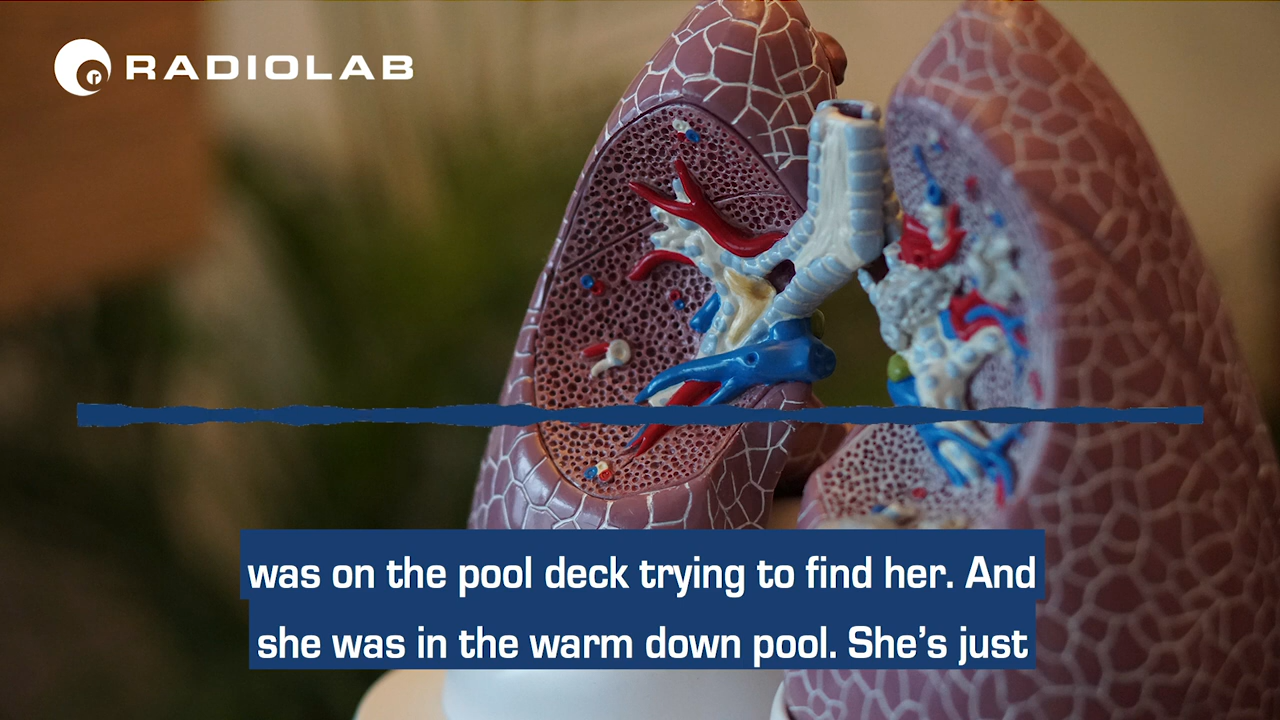 RADIOLAB
was on the pool deck trying to find her. And
she was in the warm down pool. She's just